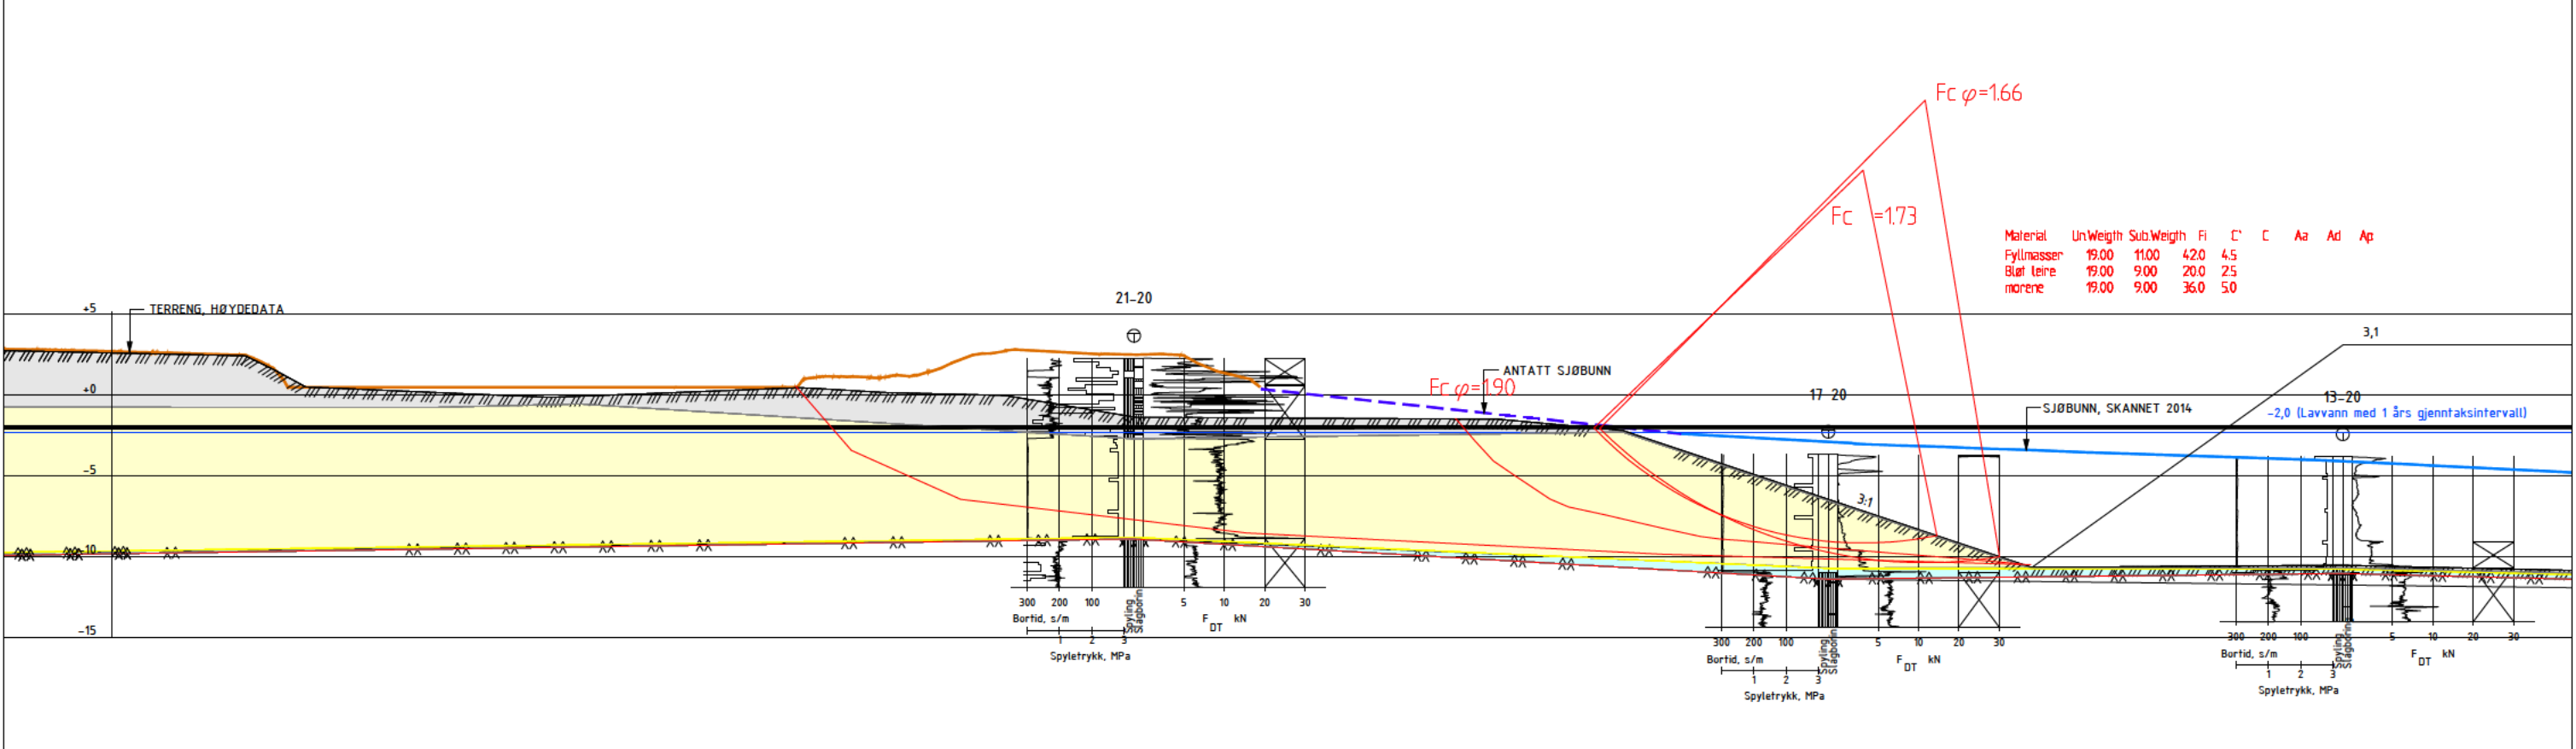 Fc φ=1.66
Fc =1.73
Material Un.Weigth Sub.Weigth Fi C' C Aa Ad Ap
Fyllmasser 19.00 11.00 42.0 4.5
Bløt leire 19.00 9.00 20.0 2.5
morene 19.00 9.00 36.0 5.0
21-20
+5
TERRENG, HØYDEDATA
3,1
ANTATT SJØBUNN
Fc φ=1.90
+0
17-20
13-20
SJØBUNN, SKANNET 2014
-2,0 (Lavvann med 1 års gjenntaksintervall)
-5
3:1
-10
300 200 100 5 10 20 30
Bortid, s/m Spyling Slagborin F DT kN
1 2 3
Spyletrykk, MPa
-15
300 200 100 5 10 20 30
Bortid, s/m Spyling Slagborin F DT kN
1 2 3
Spyletrykk, MPa
300 200 100 5 10 20 30
Bortid, s/m Spyling Slagboring F DT kN
1 2 3
Spyletrykk, MPa